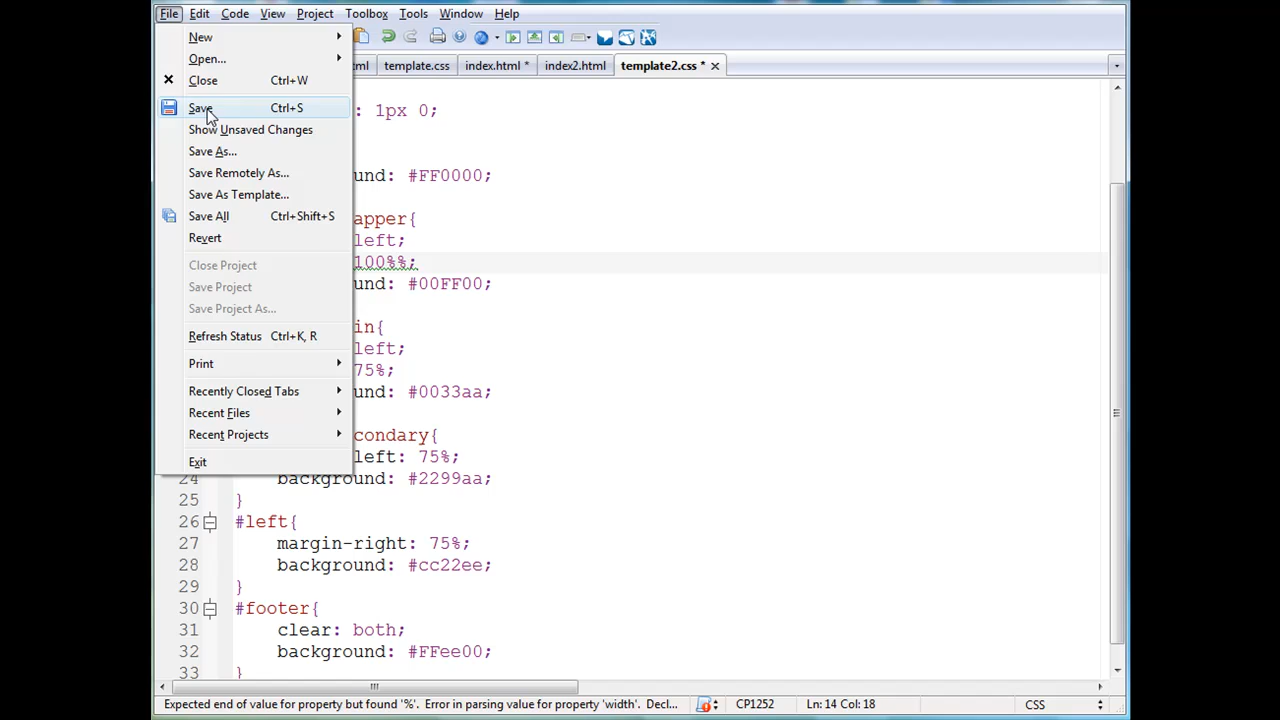 File Edit Code View Project Toolbox Tools Window Help
ml template.css index.html * index2.html template2.css *
New
Open...
Close Ctrl+W
Save Ctrl+S
Show Unsaved Changes
Save As...
Save Remotely As...
Save As Template...
Save All Ctrl+Shift+S
Revert
Close Project
Save Project
Save Project As...
Refresh Status Ctrl+K, R
Print
Recently Closed Tabs
Recent Files
Recent Projects
Exit
: 1px 0;
und: #FF0000;
apper{
left;
100%%;
und: #00FF00;
in{
left;
75%;
und: #0033aa;
condary{
left: 75%;
24 background: #2299aa;
25 }
26 #left{
27 margin-right: 75%;
28 background: #cc22ee;
29 }
30 #footer{
31 clear: both;
32 background: #FFee00;
33 }
Expected end of value for property but found '%'. Error in parsing value for property 'width'. Decl... CP1252 Ln: 14 Col: 18 CSS